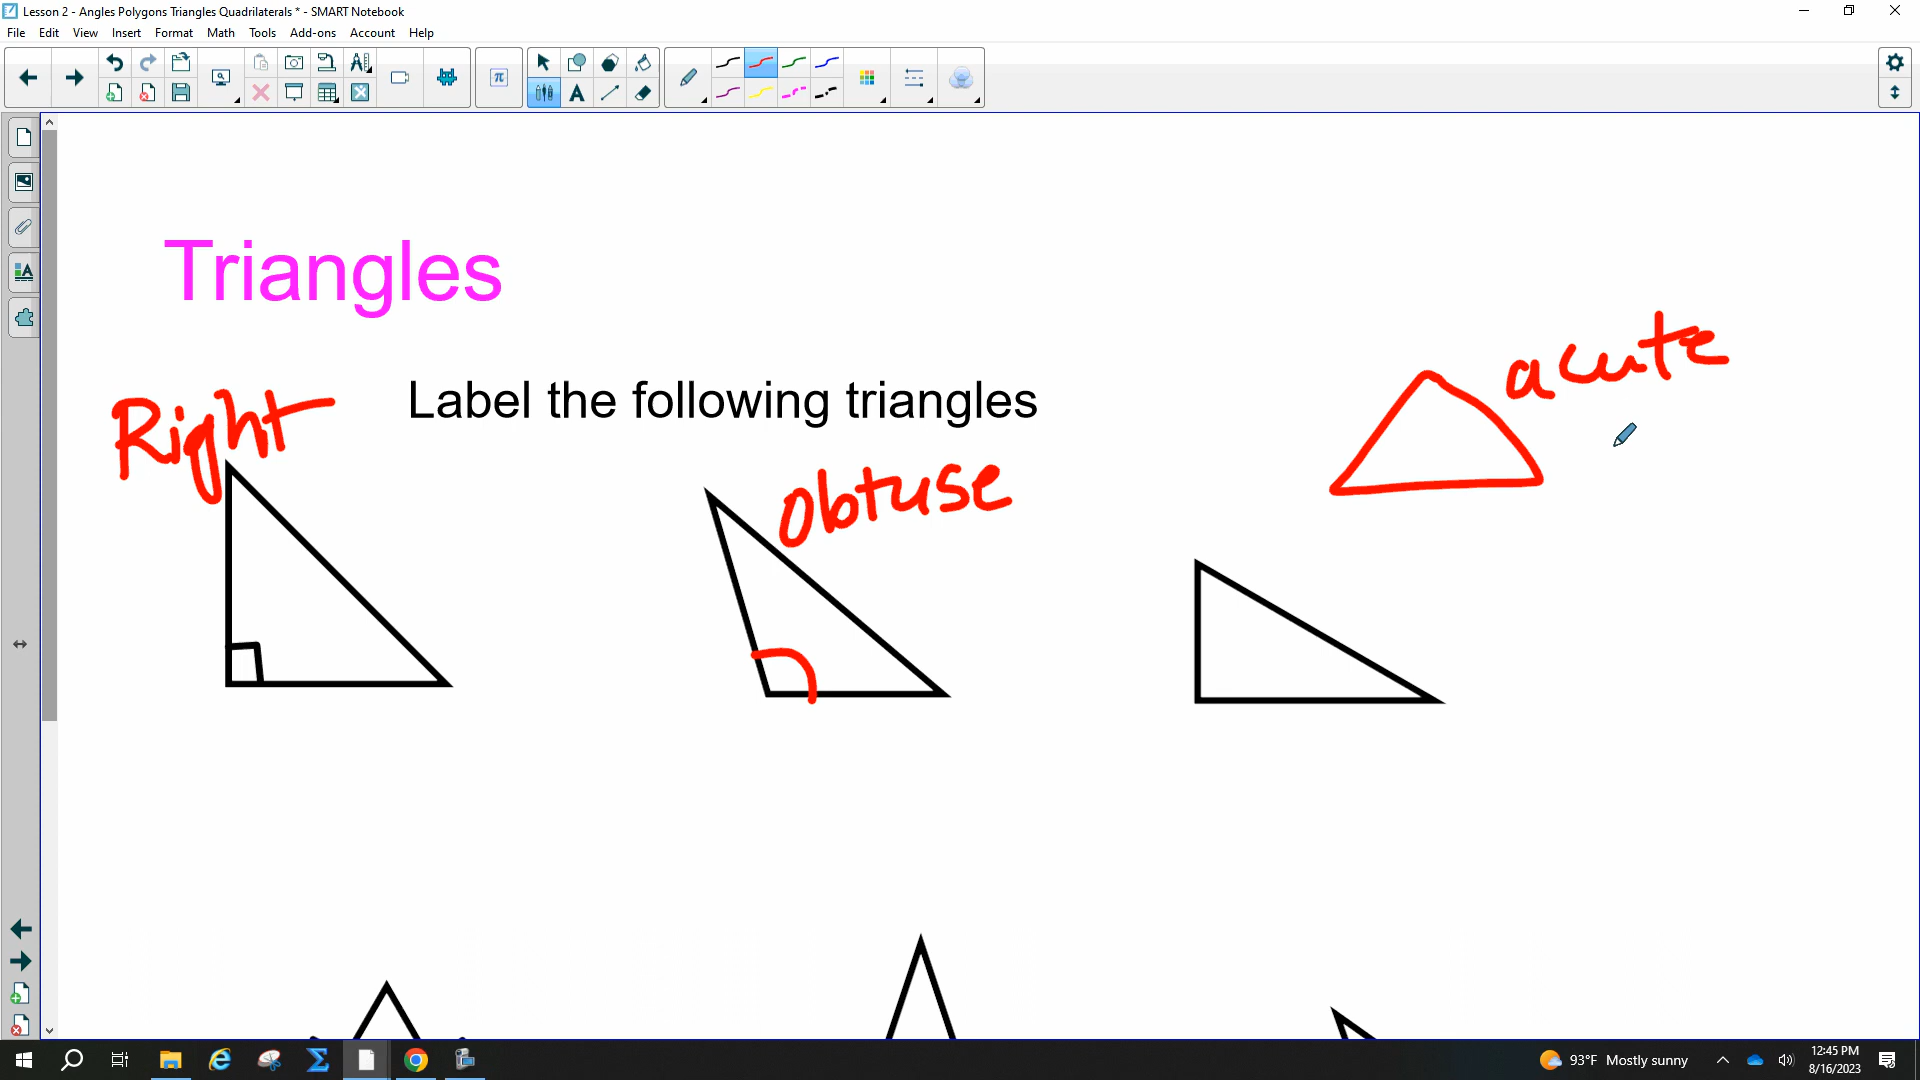 Lesson 2 - Angles Polygons Triangles Quadrilaterals * - SMART Notebook
File Edit View Insert Format Math Tools Add-ons Account Help
Triangles
Label the following triangles
Right
obtuse
acute
93°F Mostly sunny
12:45 PM
8/16/2023